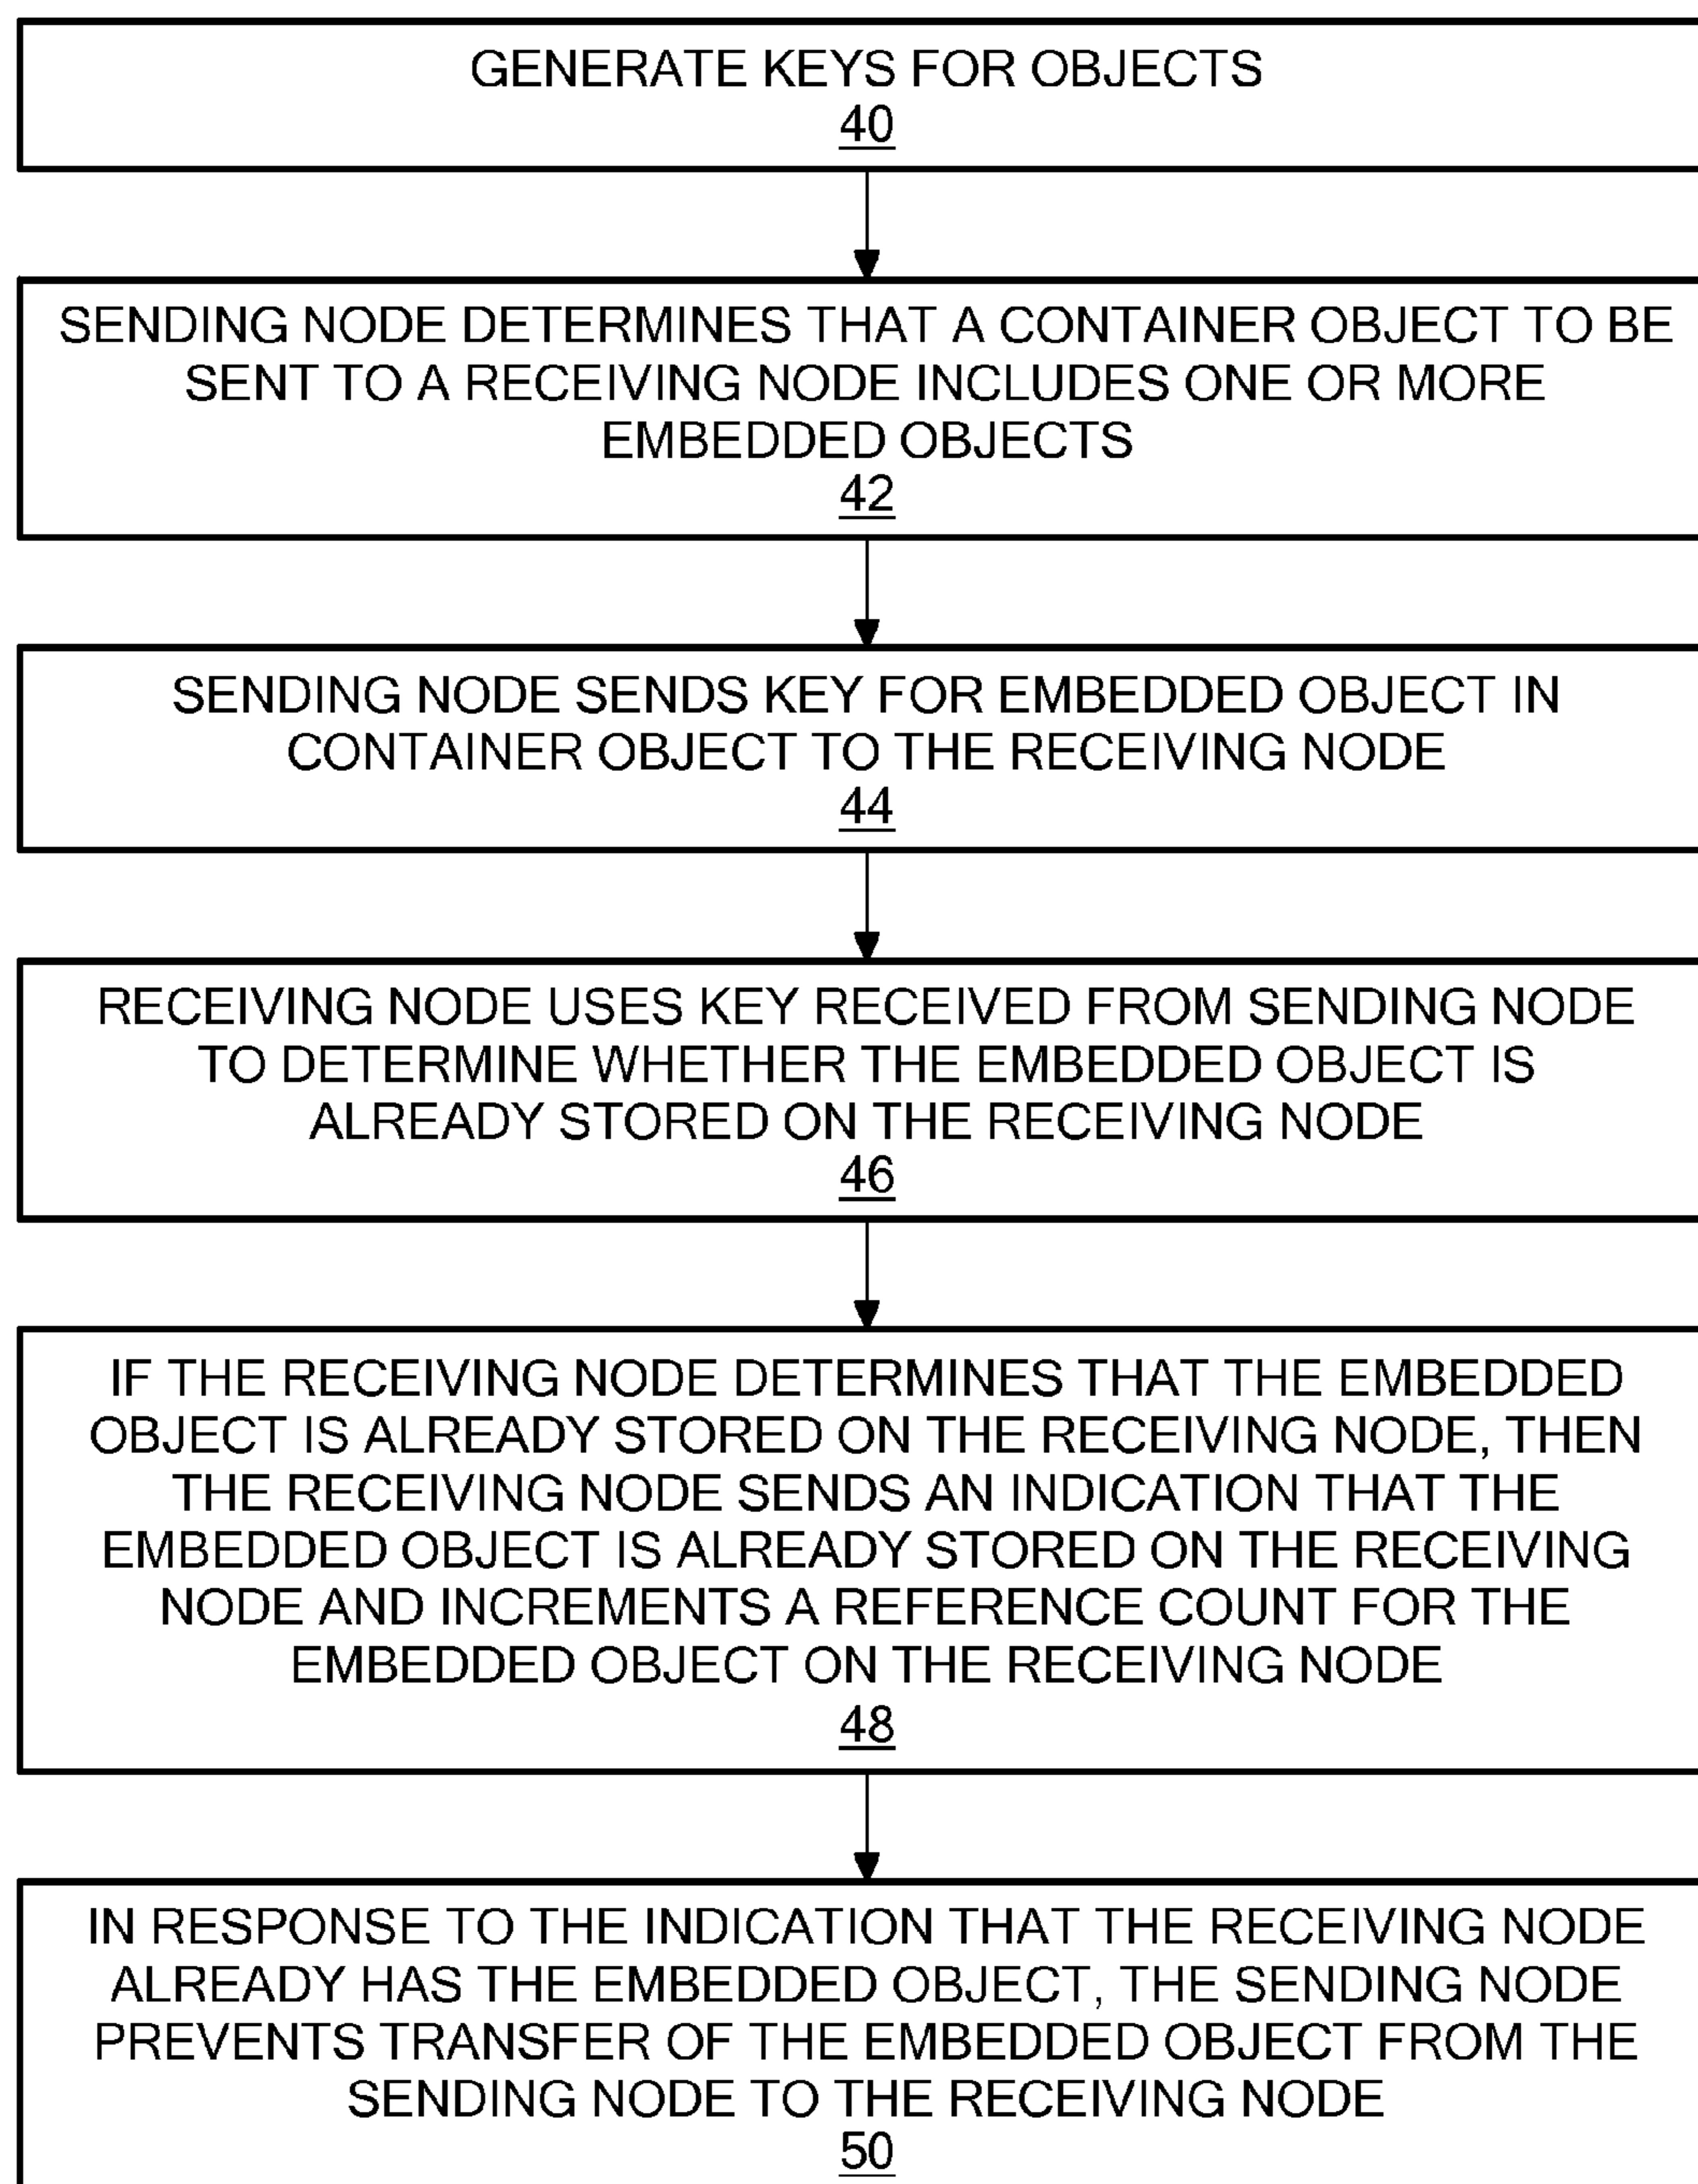 GENERATE KEYS FOR OBJECTS
40
SENDING NODE DETERMINES THAT A CONTAINER OBJECT TO BE
SENT TO A RECEIVING NODE INCLUDES ONE OR MORE
EMBEDDED OBJECTS
42
SENDING NODE SENDS KEY FOR EMBEDDED OBJECT IN
CONTAINER OBJECT TO THE RECEIVING NODE
44
RECEIVING NODE USES KEY RECEIVED FROM SENDING NODE
TO DETERMINE WHETHER THE EMBEDDED OBJECT IS
ALREADY STORED ON THE RECEIVING NODE
46
IF THE RECEIVING NODE DETERMINES THAT THE EMBEDDED
OBJECT IS ALREADY STORED ON THE RECEIVING NODE, THEN
THE RECEIVING NODE SENDS AN INDICATION THAT THE
EMBEDDED OBJECT IS ALREADY STORED ON THE RECEIVING
NODE AND INCREMENTS A REFERENCE COUNT FOR THE
EMBEDDED OBJECT ON THE RECEIVING NODE
48
IN RESPONSE TO THE INDICATION THAT THE RECEIVING NODE
ALREADY HAS THE EMBEDDED OBJECT, THE SENDING NODE
PREVENTS TRANSFER OF THE EMBEDDED OBJECT FROM THE
SENDING NODE TO THE RECEIVING NODE
50